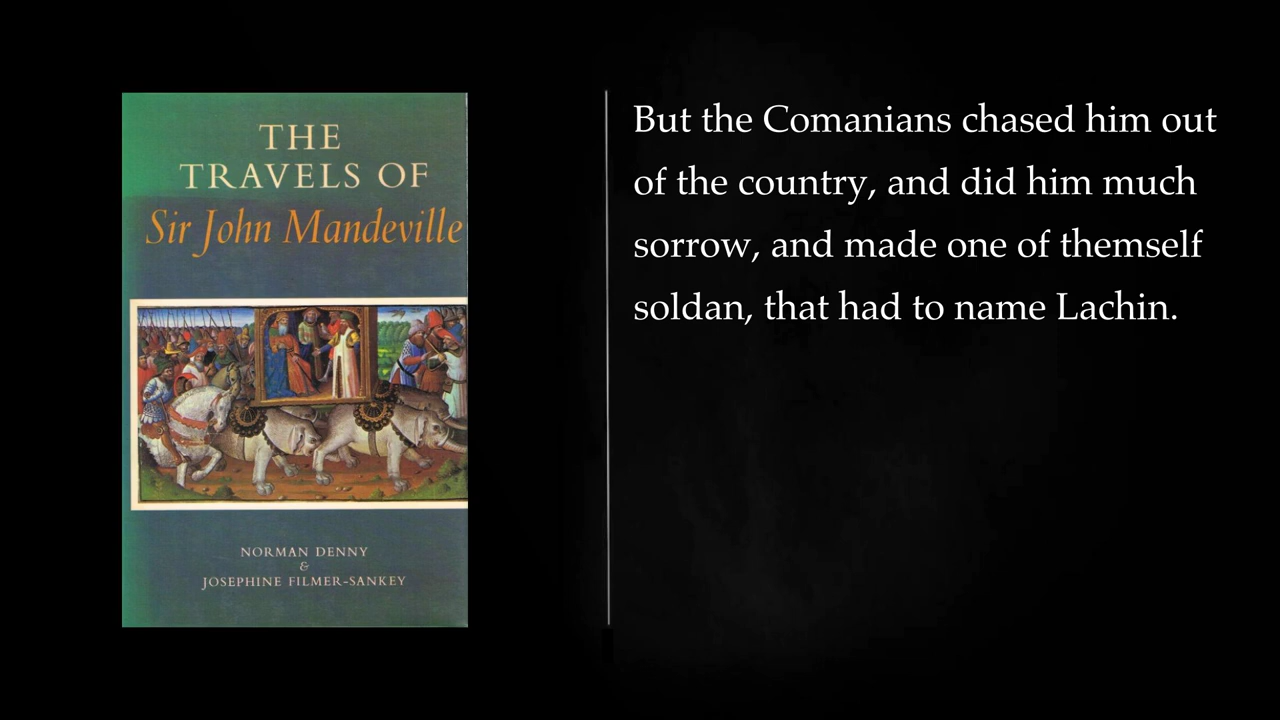 THE
TRAVELS OF
Sir John Mandeville
NORMAN DENNY
&
JOSEPHINE FILMER-SANKEY
But the Comanians chased him out
of the country, and did him much
sorrow, and made one of themself
soldan, that had to name Lachin.